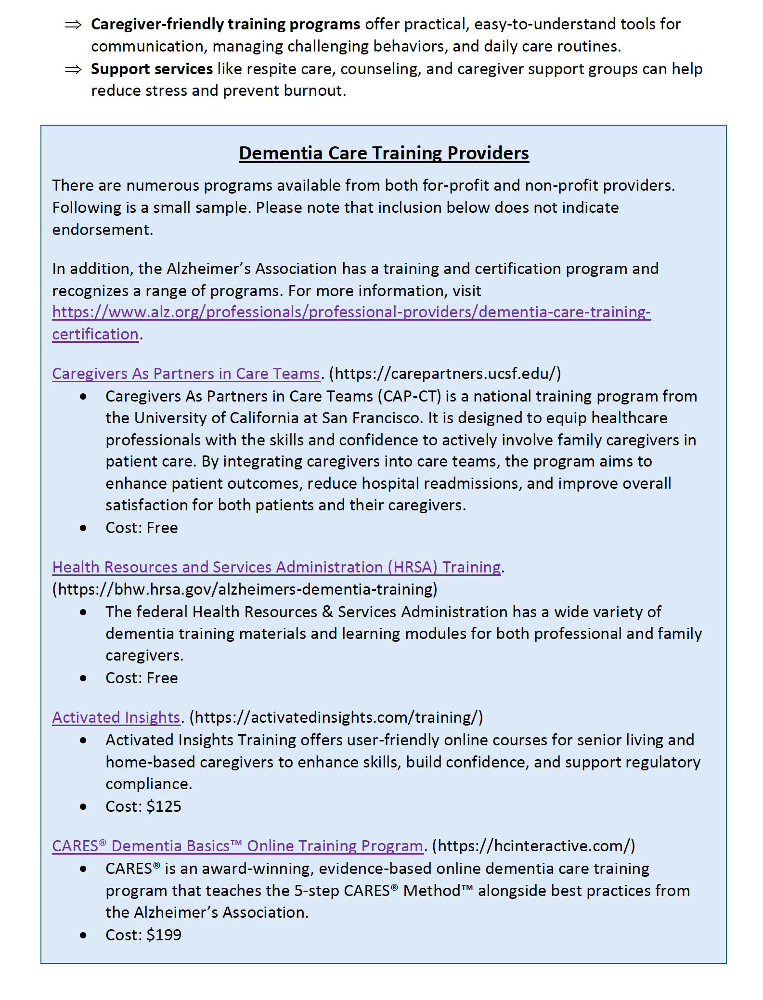 ⇒ Caregiver-friendly training programs offer practical, easy-to-understand tools for
communication, managing challenging behaviors, and daily care routines.
⇒ Support services like respite care, counseling, and caregiver support groups can help
reduce stress and prevent burnout.
Dementia Care Training Providers
There are numerous programs available from both for-profit and non-profit providers.
Following is a small sample. Please note that inclusion below does not indicate
endorsement.
In addition, the Alzheimer’s Association has a training and certification program and
recognizes a range of programs. For more information, visit
https://www.alz.org/professionals/professional-providers/dementia-care-training-
certification.
Caregivers As Partners in Care Teams. (https://carepartners.ucsf.edu/)
• Caregivers As Partners in Care Teams (CAP-CT) is a national training program from
the University of California at San Francisco. It is designed to equip healthcare
professionals with the skills and confidence to actively involve family caregivers in
patient care. By integrating caregivers into care teams, the program aims to
enhance patient outcomes, reduce hospital readmissions, and improve overall
satisfaction for both patients and their caregivers.
• Cost: Free
Health Resources and Services Administration (HRSA) Training.
(https://bhw.hrsa.gov/alzheimers-dementia-training)
• The federal Health Resources & Services Administration has a wide variety of
dementia training materials and learning modules for both professional and family
caregivers.
• Cost: Free
Activated Insights. (https://activatedinsights.com/training/)
• Activated Insights Training offers user-friendly online courses for senior living and
home-based caregivers to enhance skills, build confidence, and support regulatory
compliance.
• Cost: $125
CARES® Dementia Basics™ Online Training Program. (https://hcinteractive.com/)
• CARES® is an award-winning, evidence-based online dementia care training
program that teaches the 5-step CARES® Method™ alongside best practices from
the Alzheimer’s Association.
• Cost: $199